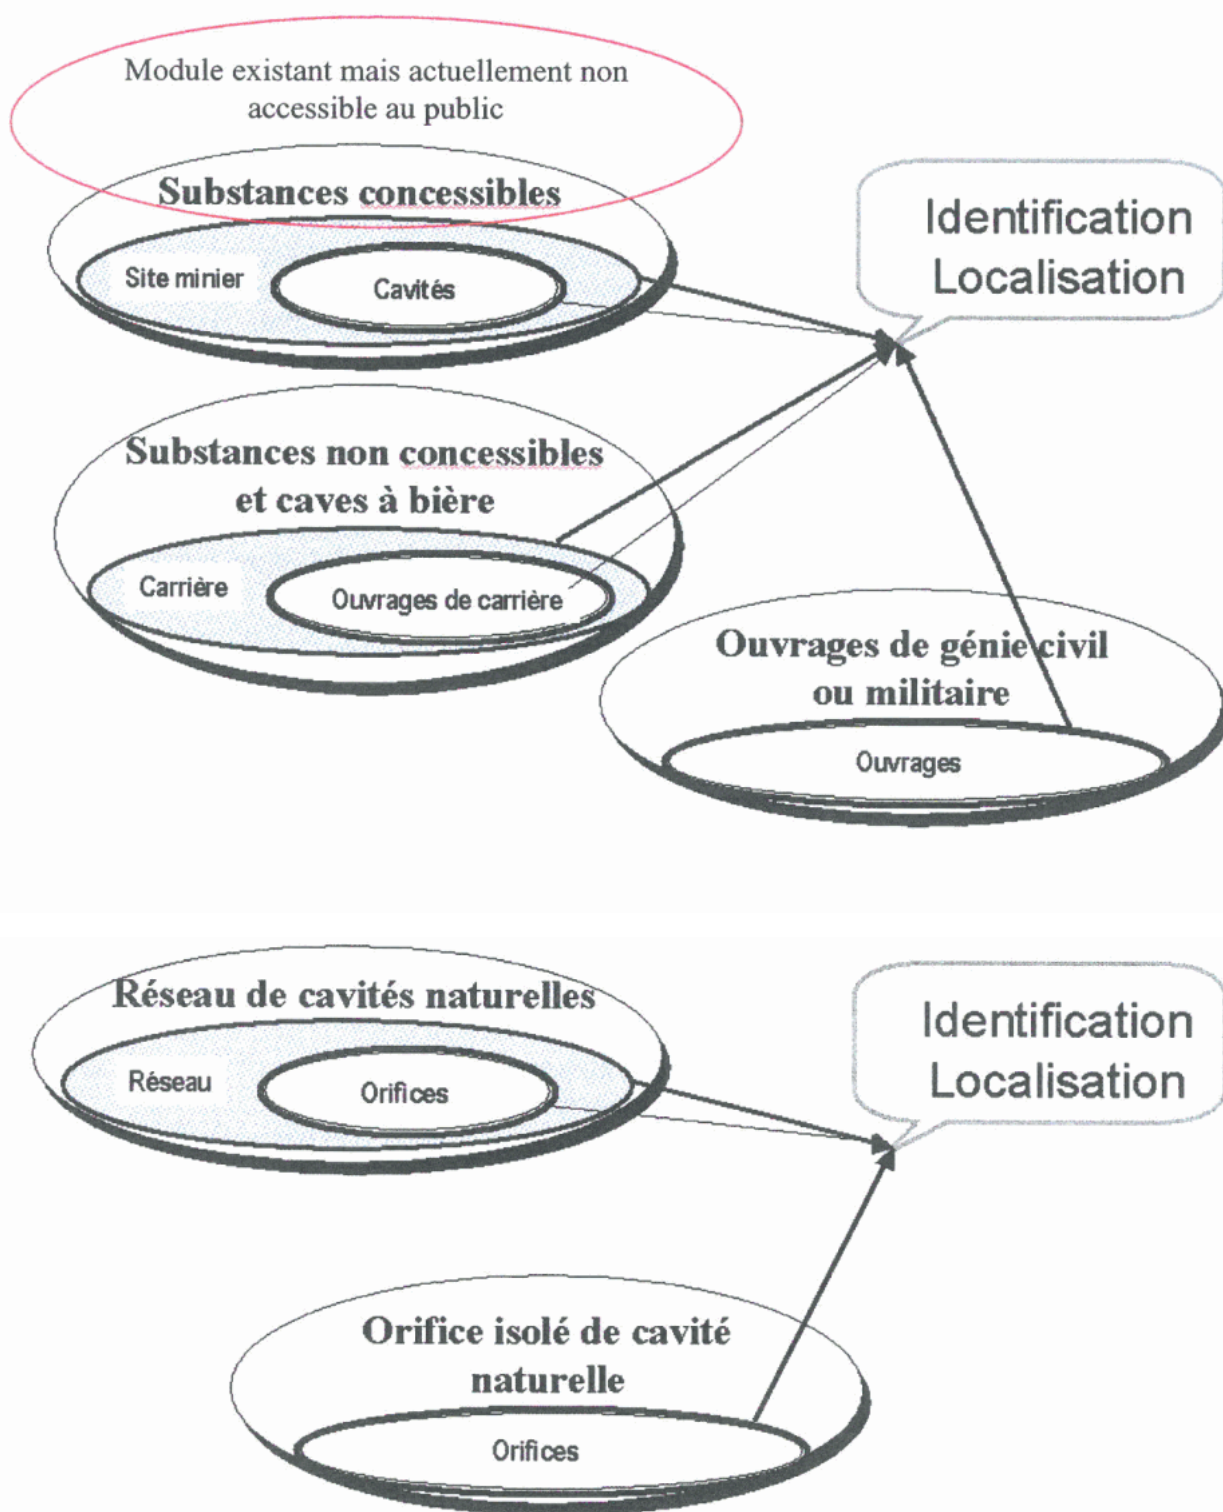 Module existant mais actuellement non
accessible au public
Substances concessibles
Site minier
Cavités
Identification
Localisation
Substances non concessibles
et caves à bière
Carrière
Ouvrages de carrière
Ouvrages de génie civil
ou militaire
Ouvrages
Réseau de cavités naturelles
Réseau
Orifices
Identification
Localisation
Orifice isolé de cavité
naturelle
Orifices